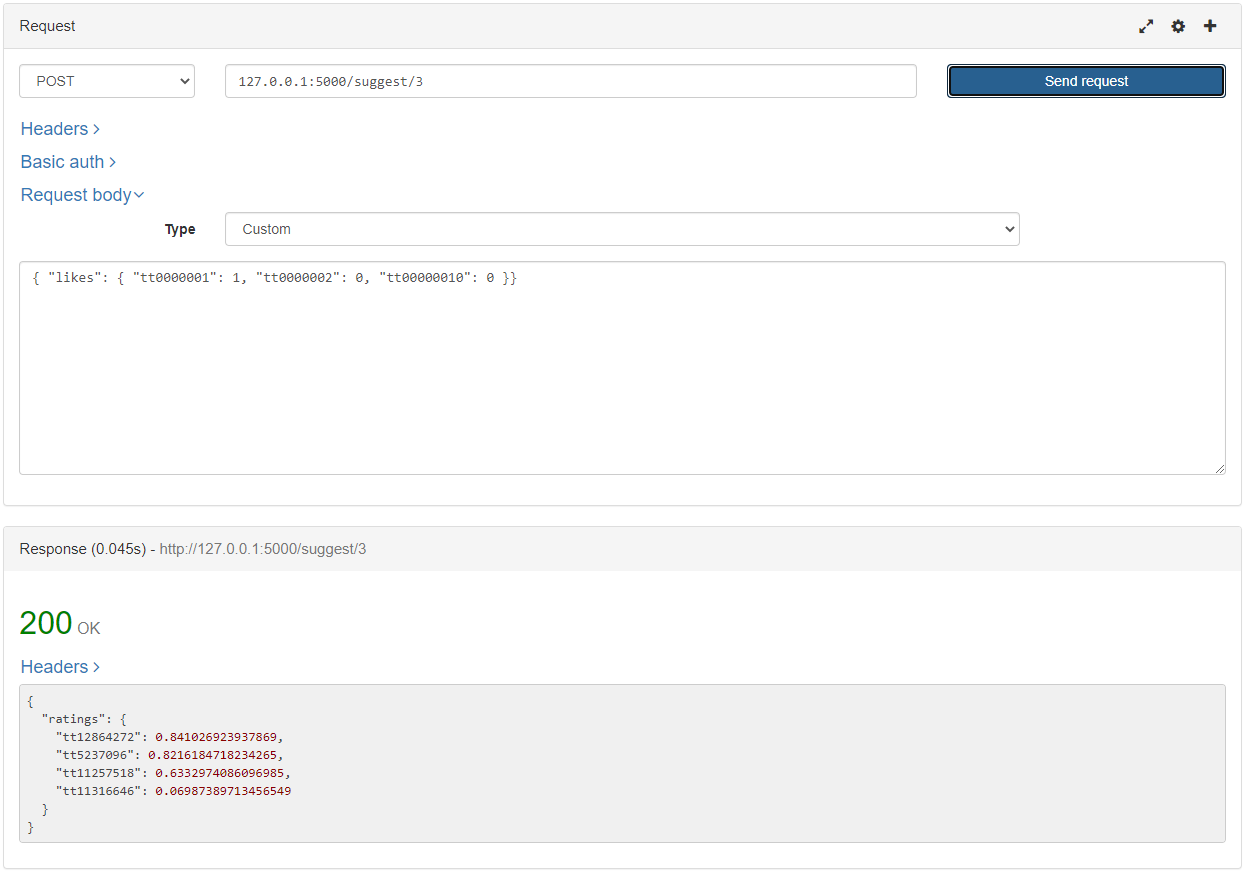 Request
POST
127.0.0.1:5000/suggest/3
Send request
Headers
Basic auth
Request body
Type
Custom
{ "likes": { "tt0000001": 1, "tt0000002": 0, "tt00000010": 0 }}
Response (0.045s) - http://127.0.0.1:5000/suggest/3
200 OK
Headers
{
"ratings": {
"tt12864272": 0.841026923937869,
"tt5237096": 0.8216184718234265,
"tt11257518": 0.6332974086096985,
"tt11316646": 0.06987389713456549
}
}